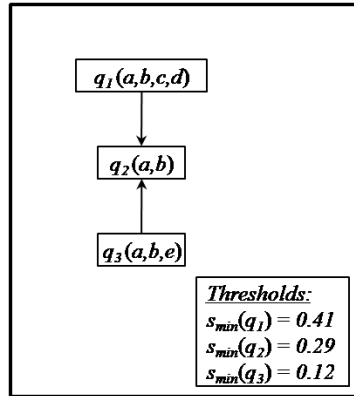 q₁(a,b,c,d)
q₂(a,b)
q₃(a,b,e)
Thresholds:
sₘᵢₙ(q₁) = 0.41
sₘᵢₙ(q₂) = 0.29
sₘᵢₙ(q₃) = 0.12